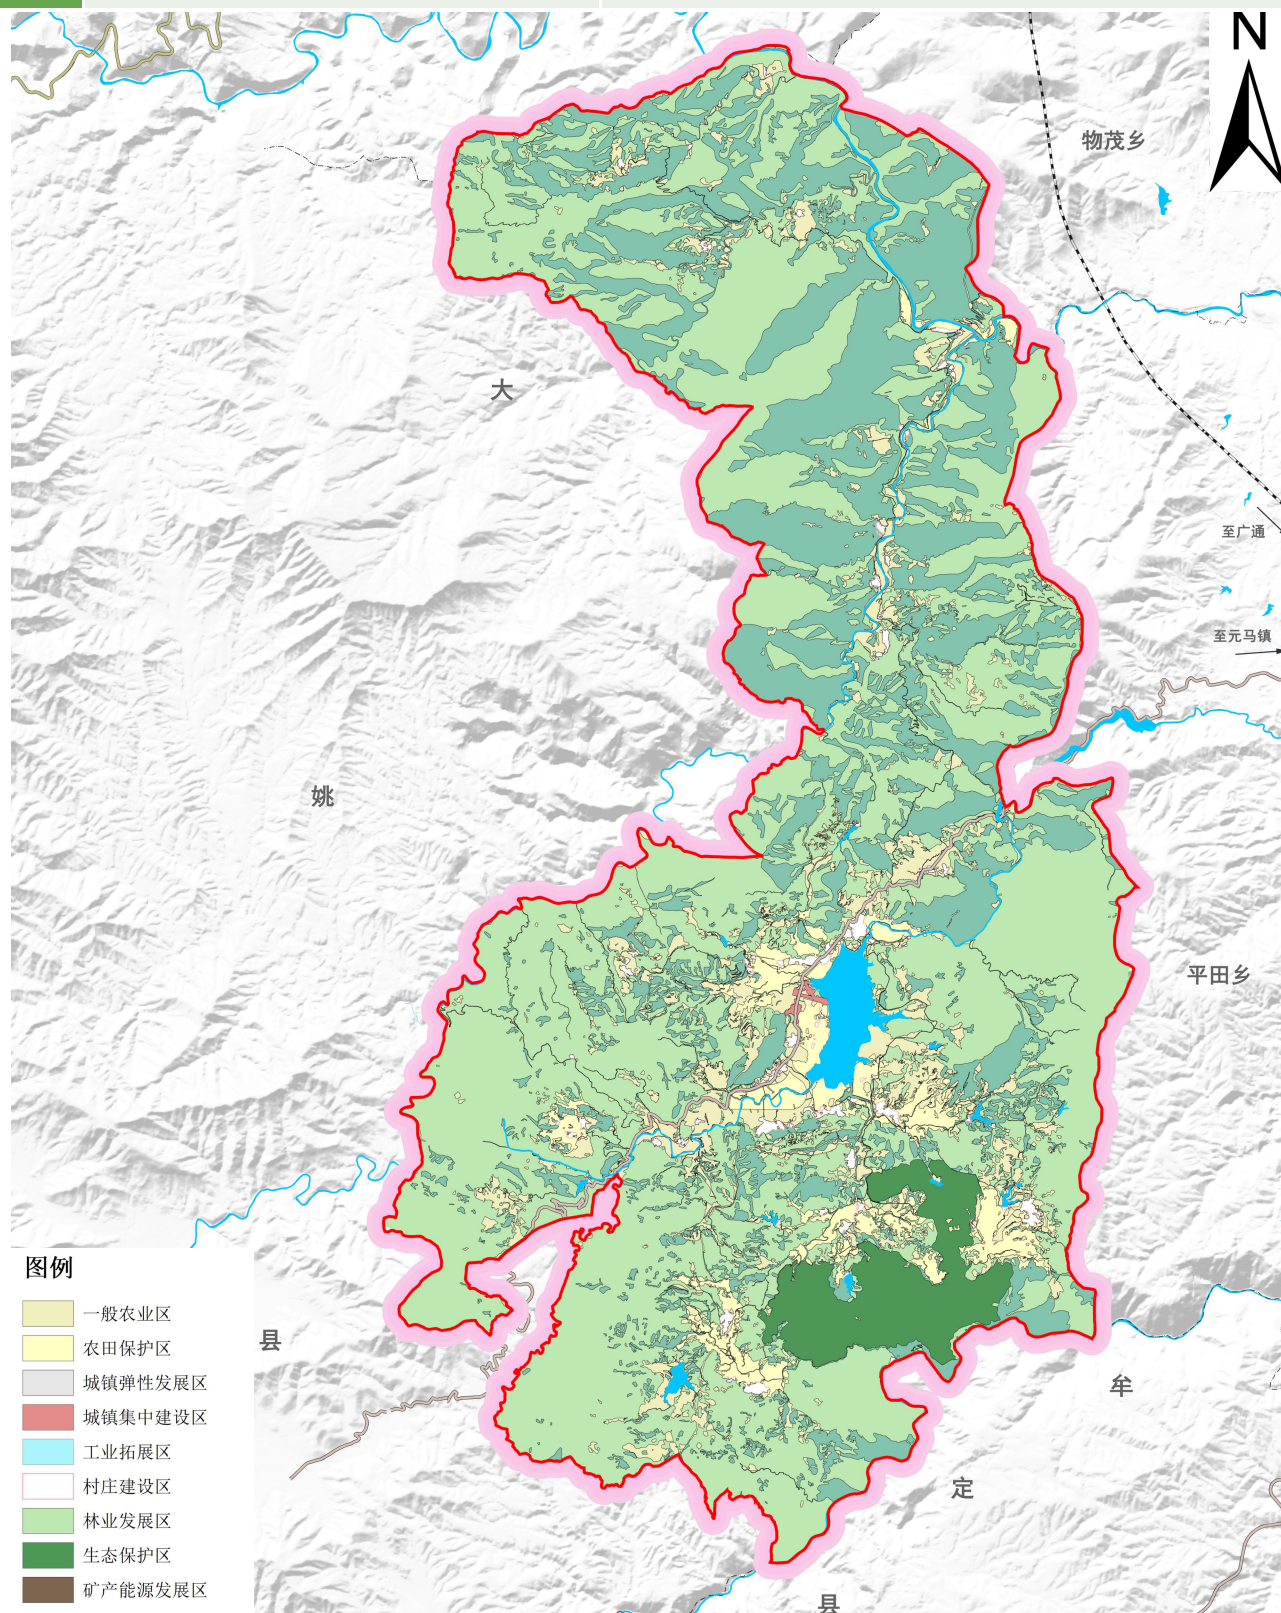 N
物茂乡
大
至广通
至元马镇
姚
平田乡
图例
一般农业区
农田保护区
城镇弹性发展区
城镇集中建设区
工业拓展区
村庄建设区
林业发展区
生态保护区
矿产能源发展区
县
牟
定
县